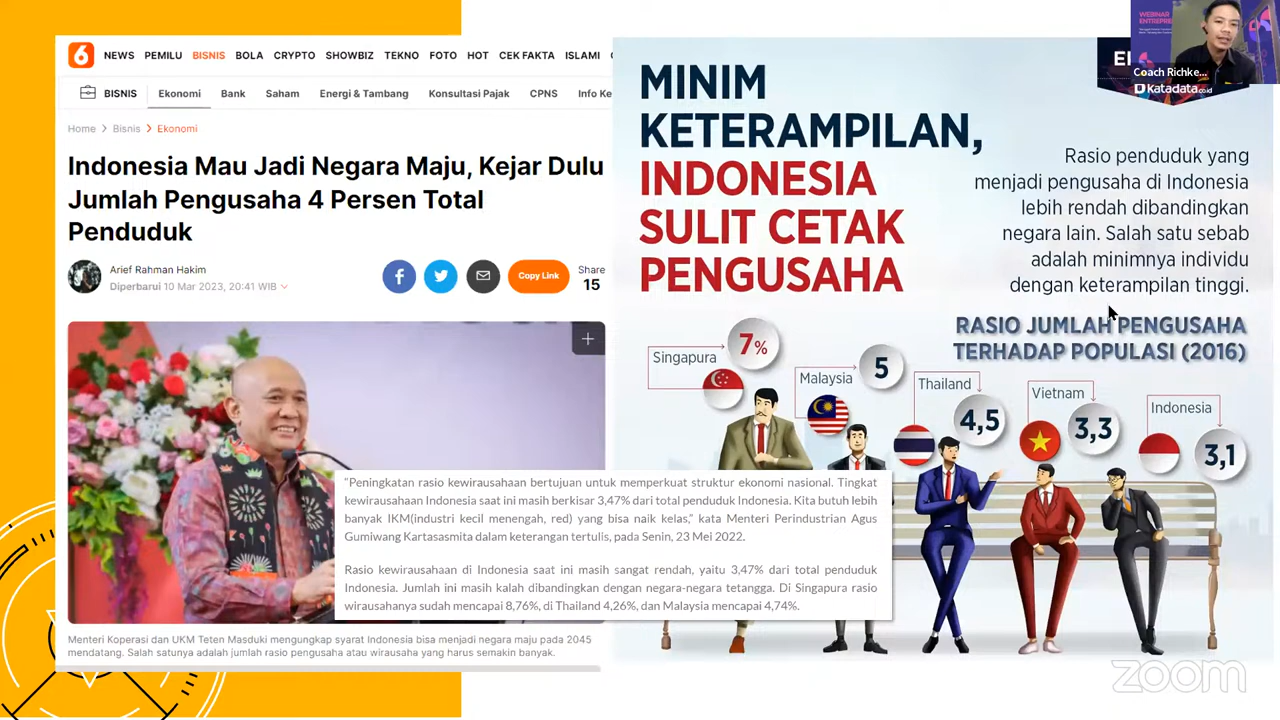 6 NEWS PEMILU BISNIS BOLA CRYPTO SHOWBIZ TEKNO FOTO HOT CEK FAKTA ISLAMI
BISNIS Ekonomi Bank Saham Energi & Tambang Konsultasi Pajak CPNS Info Ke
Home > Bisnis > Ekonomi
Indonesia Mau Jadi Negara Maju, Kejar Dulu
Jumlah Pengusaha 4 Persen Total
Penduduk
Arief Rahman Hakim
Diperbarui 10 Mar 2023, 20:41 WIB
Copy Link
Share
15
"Peningkatan rasio kewirausahaan bertujuan untuk memperkuat struktur ekonomi nasional. Tingkat
kewirausahaan Indonesia saat ini masih berkisar 3,47% dari total penduduk Indonesia. Kita butuh lebih
banyak IKM(industri kecil menengah, red) yang bisa naik kelas," kata Menteri Perindustrian Agus
Gumiwang Kartasasmita dalam keterangan tertulis, pada Senin, 23 Mei 2022.
Rasio kewirausahaan di Indonesia saat ini masih sangat rendah, yaitu 3,47% dari total penduduk
Indonesia. Jumlah ini masih kalah dibandingkan dengan negara-negara tetangga. Di Singapura rasio
wirausahanya sudah mencapai 8,76%, di Thailand 4,26%, dan Malaysia mencapai 4,74%.
Menteri Koperasi dan UKM Teten Masduki mengungkap syarat Indonesia bisa menjadi negara maju pada 2045
mendatang. Salah satunya adalah jumlah rasio pengusaha atau wirausaha yang harus semakin banyak.
MINIM
KETERAMPILAN,
INDONESIA
SULIT CETAK
PENGUSAHA
Rasio penduduk yang
menjadi pengusaha di Indonesia
lebih rendah dibandingkan
negara lain. Salah satu sebab
adalah minimnya individu
dengan keterampilan tinggi.
RASIO JUMLAH PENGUSAHA
TERHADAP POPULASI (2016)
Singapura 7%
Malaysia 5
Thailand 4,5
Vietnam 3,3
Indonesia 3,1
WEBINAR
ENTREPRE
Coach Richke...
Katadata.co.id
zoom